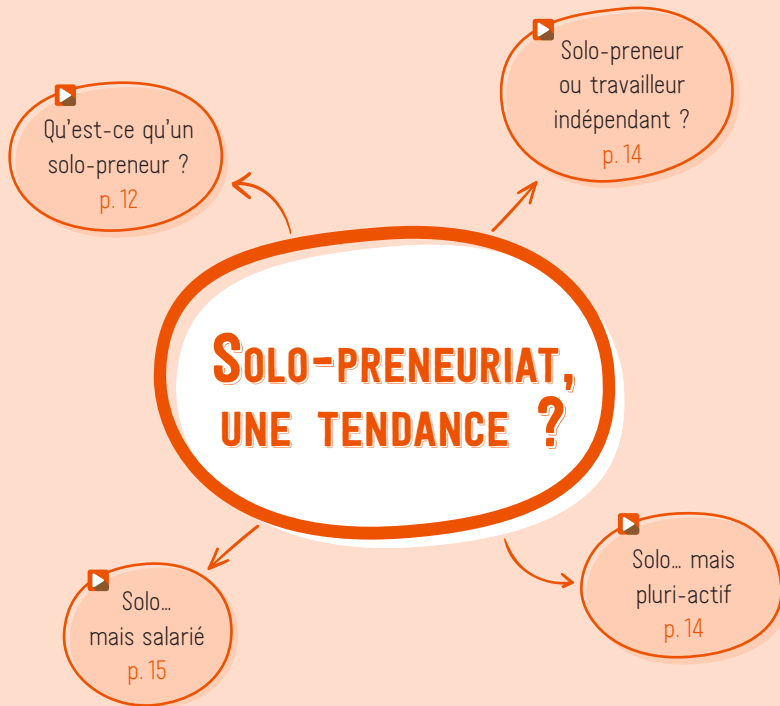 Solo-preneur
ou travailleur
indépendant ?
p. 14
Qu'est-ce qu'un
solo-preneur ?
p. 12
Solo-preneuriat,
une tendance ?
Solo... mais
pluri-actif
p. 14
Solo...
mais salarié
p. 15